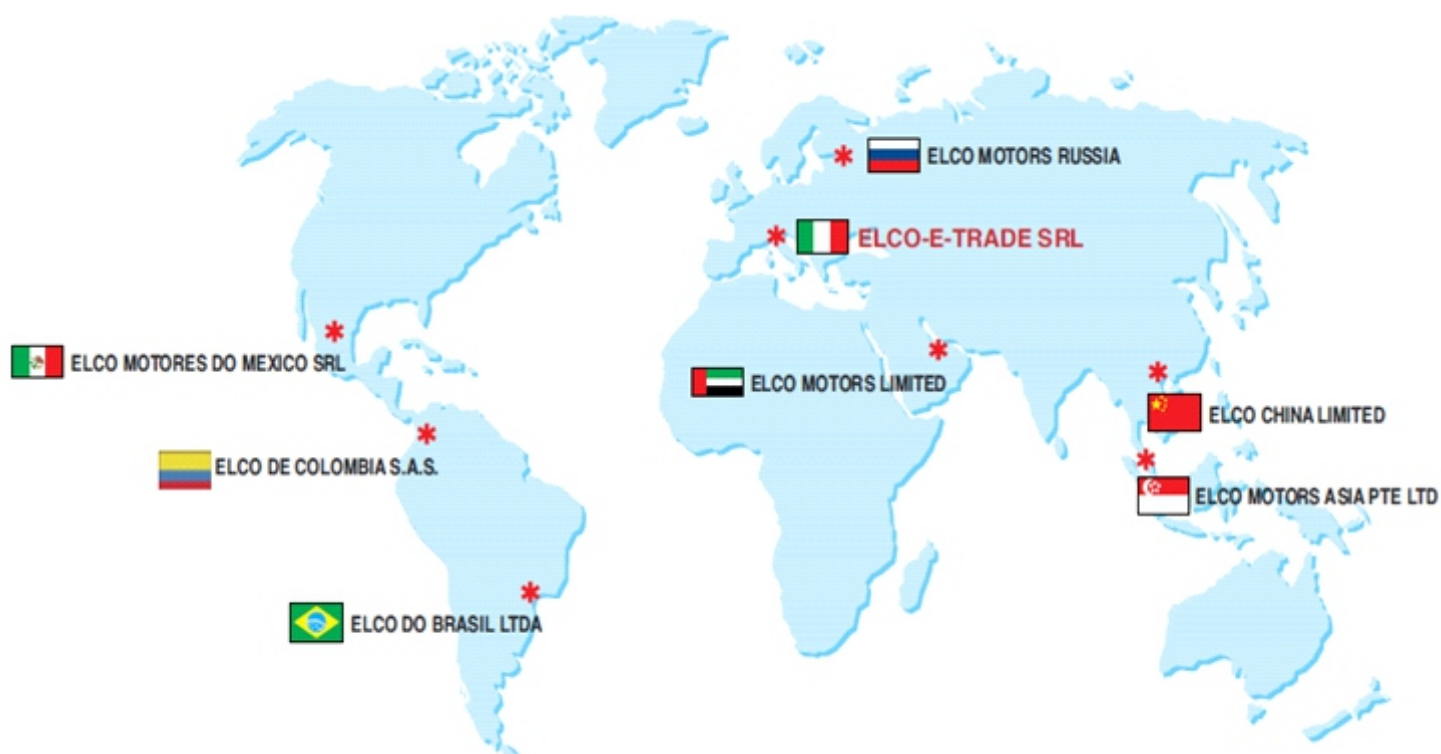 ELCO MOTORS RUSSIA
ELCO-E-TRADE SRL
ELCO MOTORES DO MEXICO SRL
ELCO MOTORS LIMITED
ELCO CHINA LIMITED
ELCO DE COLOMBIA S.A.S.
ELCO MOTORS ASIA PTE LTD
ELCO DO BRASIL LTDA